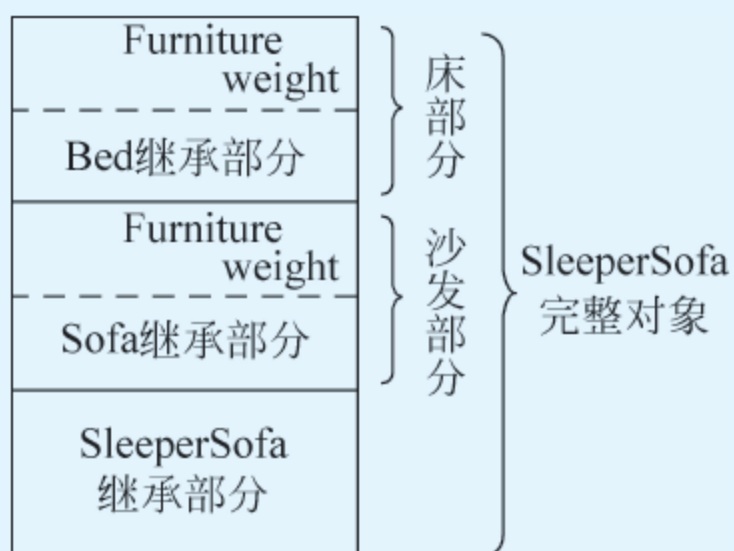 Furniture
weight
Bed继承部分
床部分
Furniture
weight
Sofa继承部分
沙发部分
SleeperSofa
继承部分
SleeperSofa
完整对象